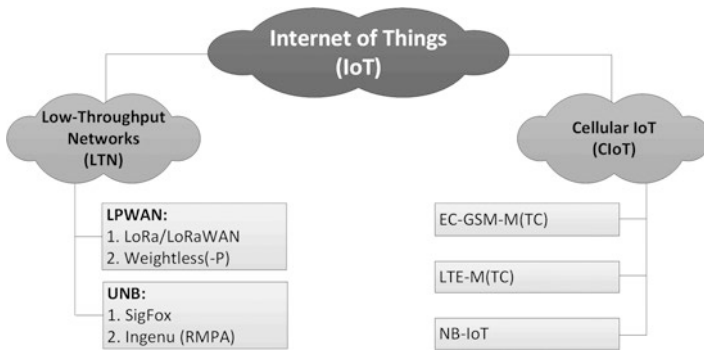 Internet of Things
(IoT)
Low-Throughput
Networks
(LTN)
LPWAN:
1. LoRa/LoRaWAN
2. Weightless(-P)
UNB:
1. SigFox
2. Ingenu (RMPA)
Cellular IoT
(CIoT)
EC-GSM-M(TC)
LTE-M(TC)
NB-IoT